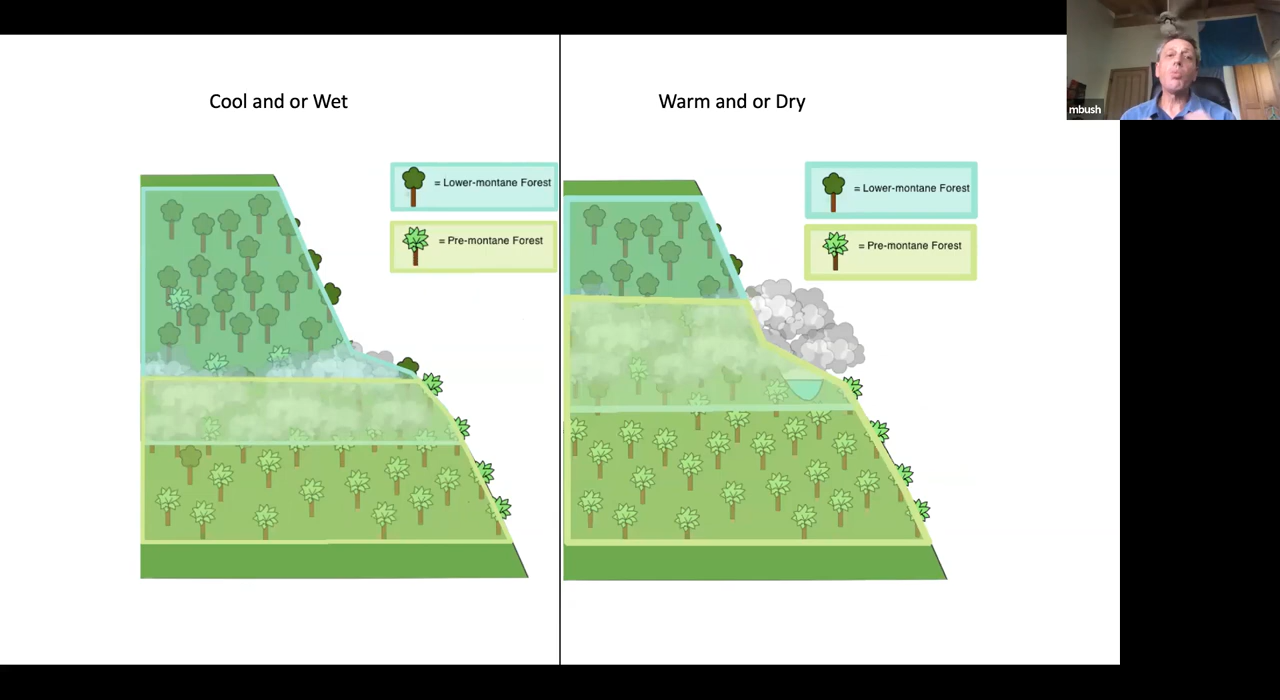 mbush
Cool and or Wet
Warm and or Dry
= Lower-montane Forest
= Pre-montane Forest
= Lower-montane Forest
= Pre-montane Forest